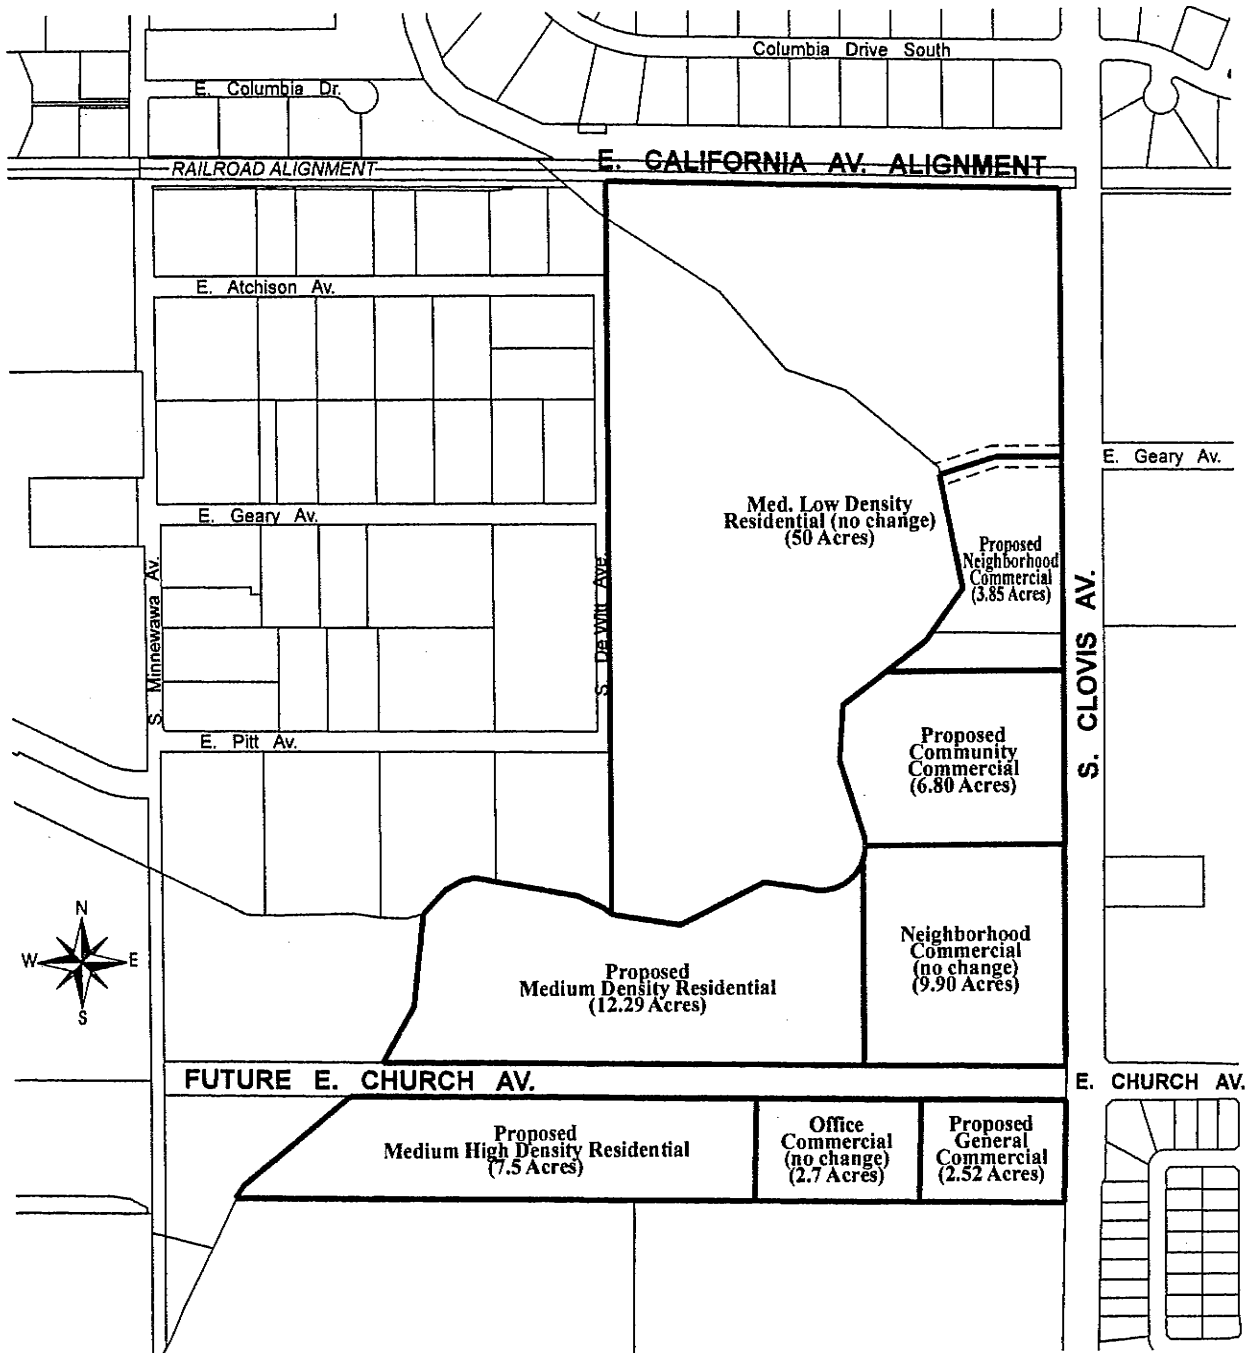 Columbia Drive South
E. Columbia Dr.
RAILROAD ALIGNMENT
E. CALIFORNIA AV. ALIGNMENT
E. Atchison Av.
E. Geary Av.
Med. Low Density
Residential (no change)
(50 Acres)
E. Geary Av.
Proposed
Neighborhood
Commercial
(3.85 Acres)
S. Minnewawa Av.
S. De Witt Ave.
S. CLOVIS AV.
E. Pitt Av.
Proposed
Community
Commercial
(6.80 Acres)
N
W
E
S
Neighborhood
Commercial
(no change)
(9.90 Acres)
Proposed
Medium Density Residential
(12.29 Acres)
FUTURE E. CHURCH AV.
E. CHURCH AV.
Proposed
Medium High Density Residential
(7.5 Acres)
Office
Commercial
(no change)
(2.7 Acres)
Proposed
General
Commercial
(2.52 Acres)